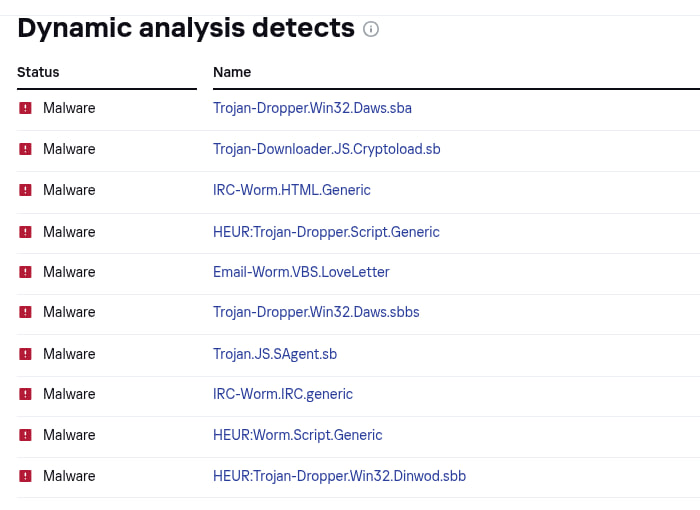 Dynamic analysis detects
Status Name
Malware Trojan-Dropper.Win32.Daws.sba
Malware Trojan-Downloader.JS.Cryptoload.sb
Malware IRC-Worm.HTML.Generic
Malware HEUR:Trojan-Dropper.Script.Generic
Malware Email-Worm.VBS.LoveLetter
Malware Trojan-Dropper.Win32.Daws.sbbs
Malware Trojan.JS.SAgent.sb
Malware IRC-Worm.IRC.generic
Malware HEUR:Worm.Script.Generic
Malware HEUR:Trojan-Dropper.Win32.Dinwod.sbb